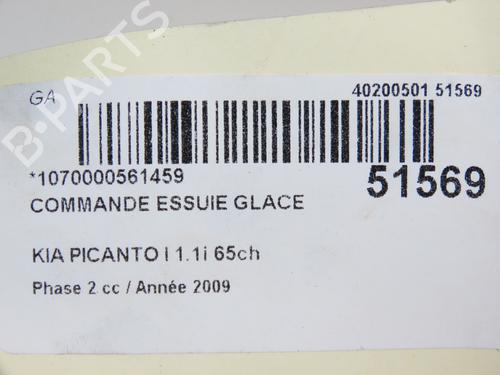 B-PARTS
GA
40200501 51569
*1070000561459
51569
COMMANDE ESSUIE GLACE
KIA PICANTO I 1.1i 65ch
Phase 2 cc / Année 2009